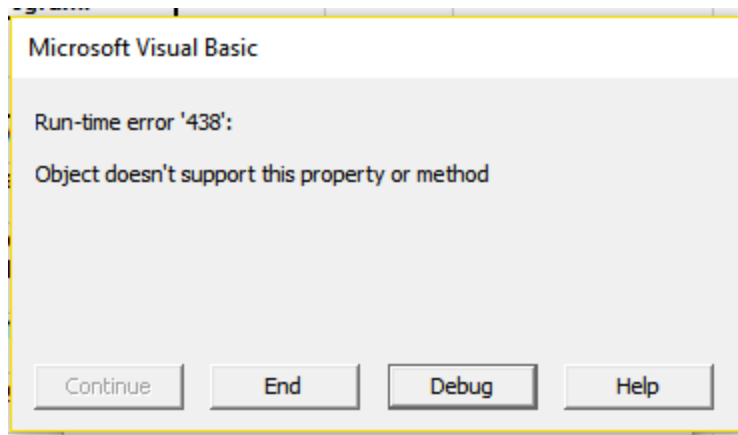 Microsoft Visual Basic
Run-time error '438':
Object doesn't support this property or method
Continue End Debug Help